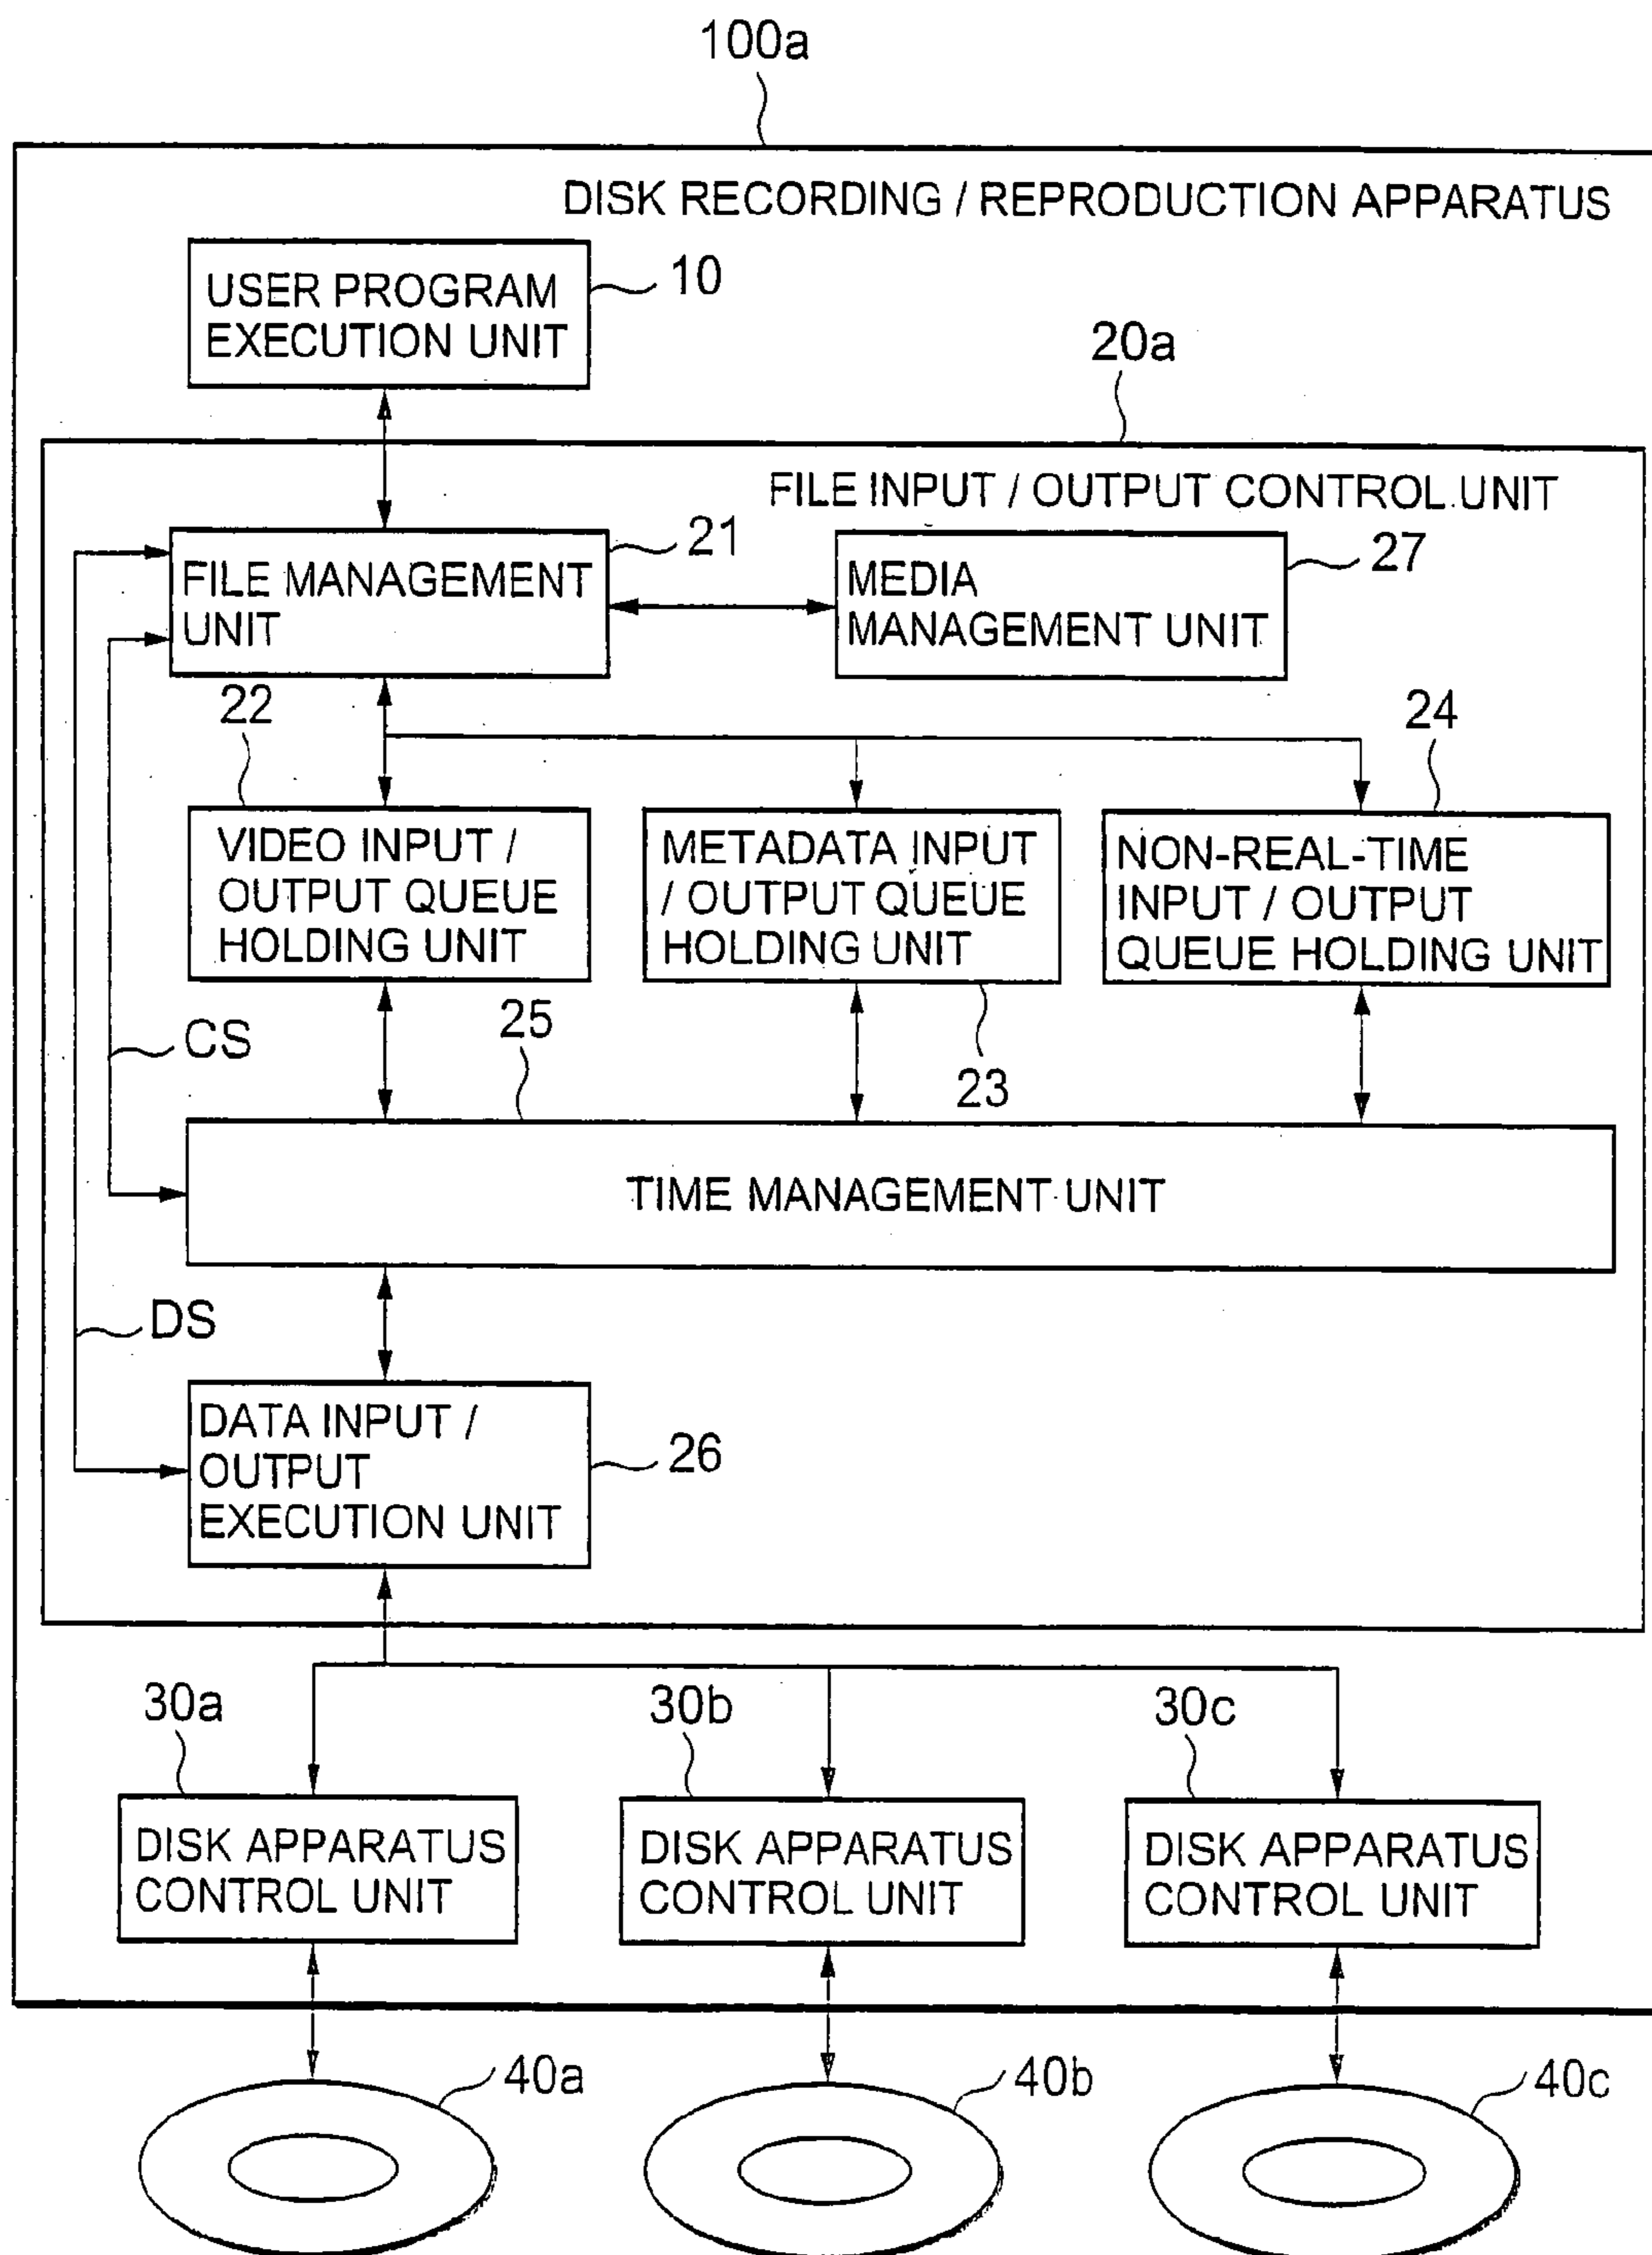 100a
DISK RECORDING / REPRODUCTION APPARATUS
USER PROGRAM
EXECUTION UNIT
10
20a
FILE INPUT / OUTPUT CONTROL UNIT
FILE MANAGEMENT
UNIT
21
MEDIA
MANAGEMENT UNIT
27
22
24
VIDEO INPUT /
OUTPUT QUEUE
HOLDING UNIT
METADATA INPUT
/ OUTPUT QUEUE
HOLDING UNIT
NON-REAL-TIME
INPUT / OUTPUT
QUEUE HOLDING UNIT
CS
25
23
TIME MANAGEMENT UNIT
DS
DATA INPUT /
OUTPUT
EXECUTION UNIT
26
30a
30b
30c
DISK APPARATUS
CONTROL UNIT
DISK APPARATUS
CONTROL UNIT
DISK APPARATUS
CONTROL UNIT
40a
40b
40c